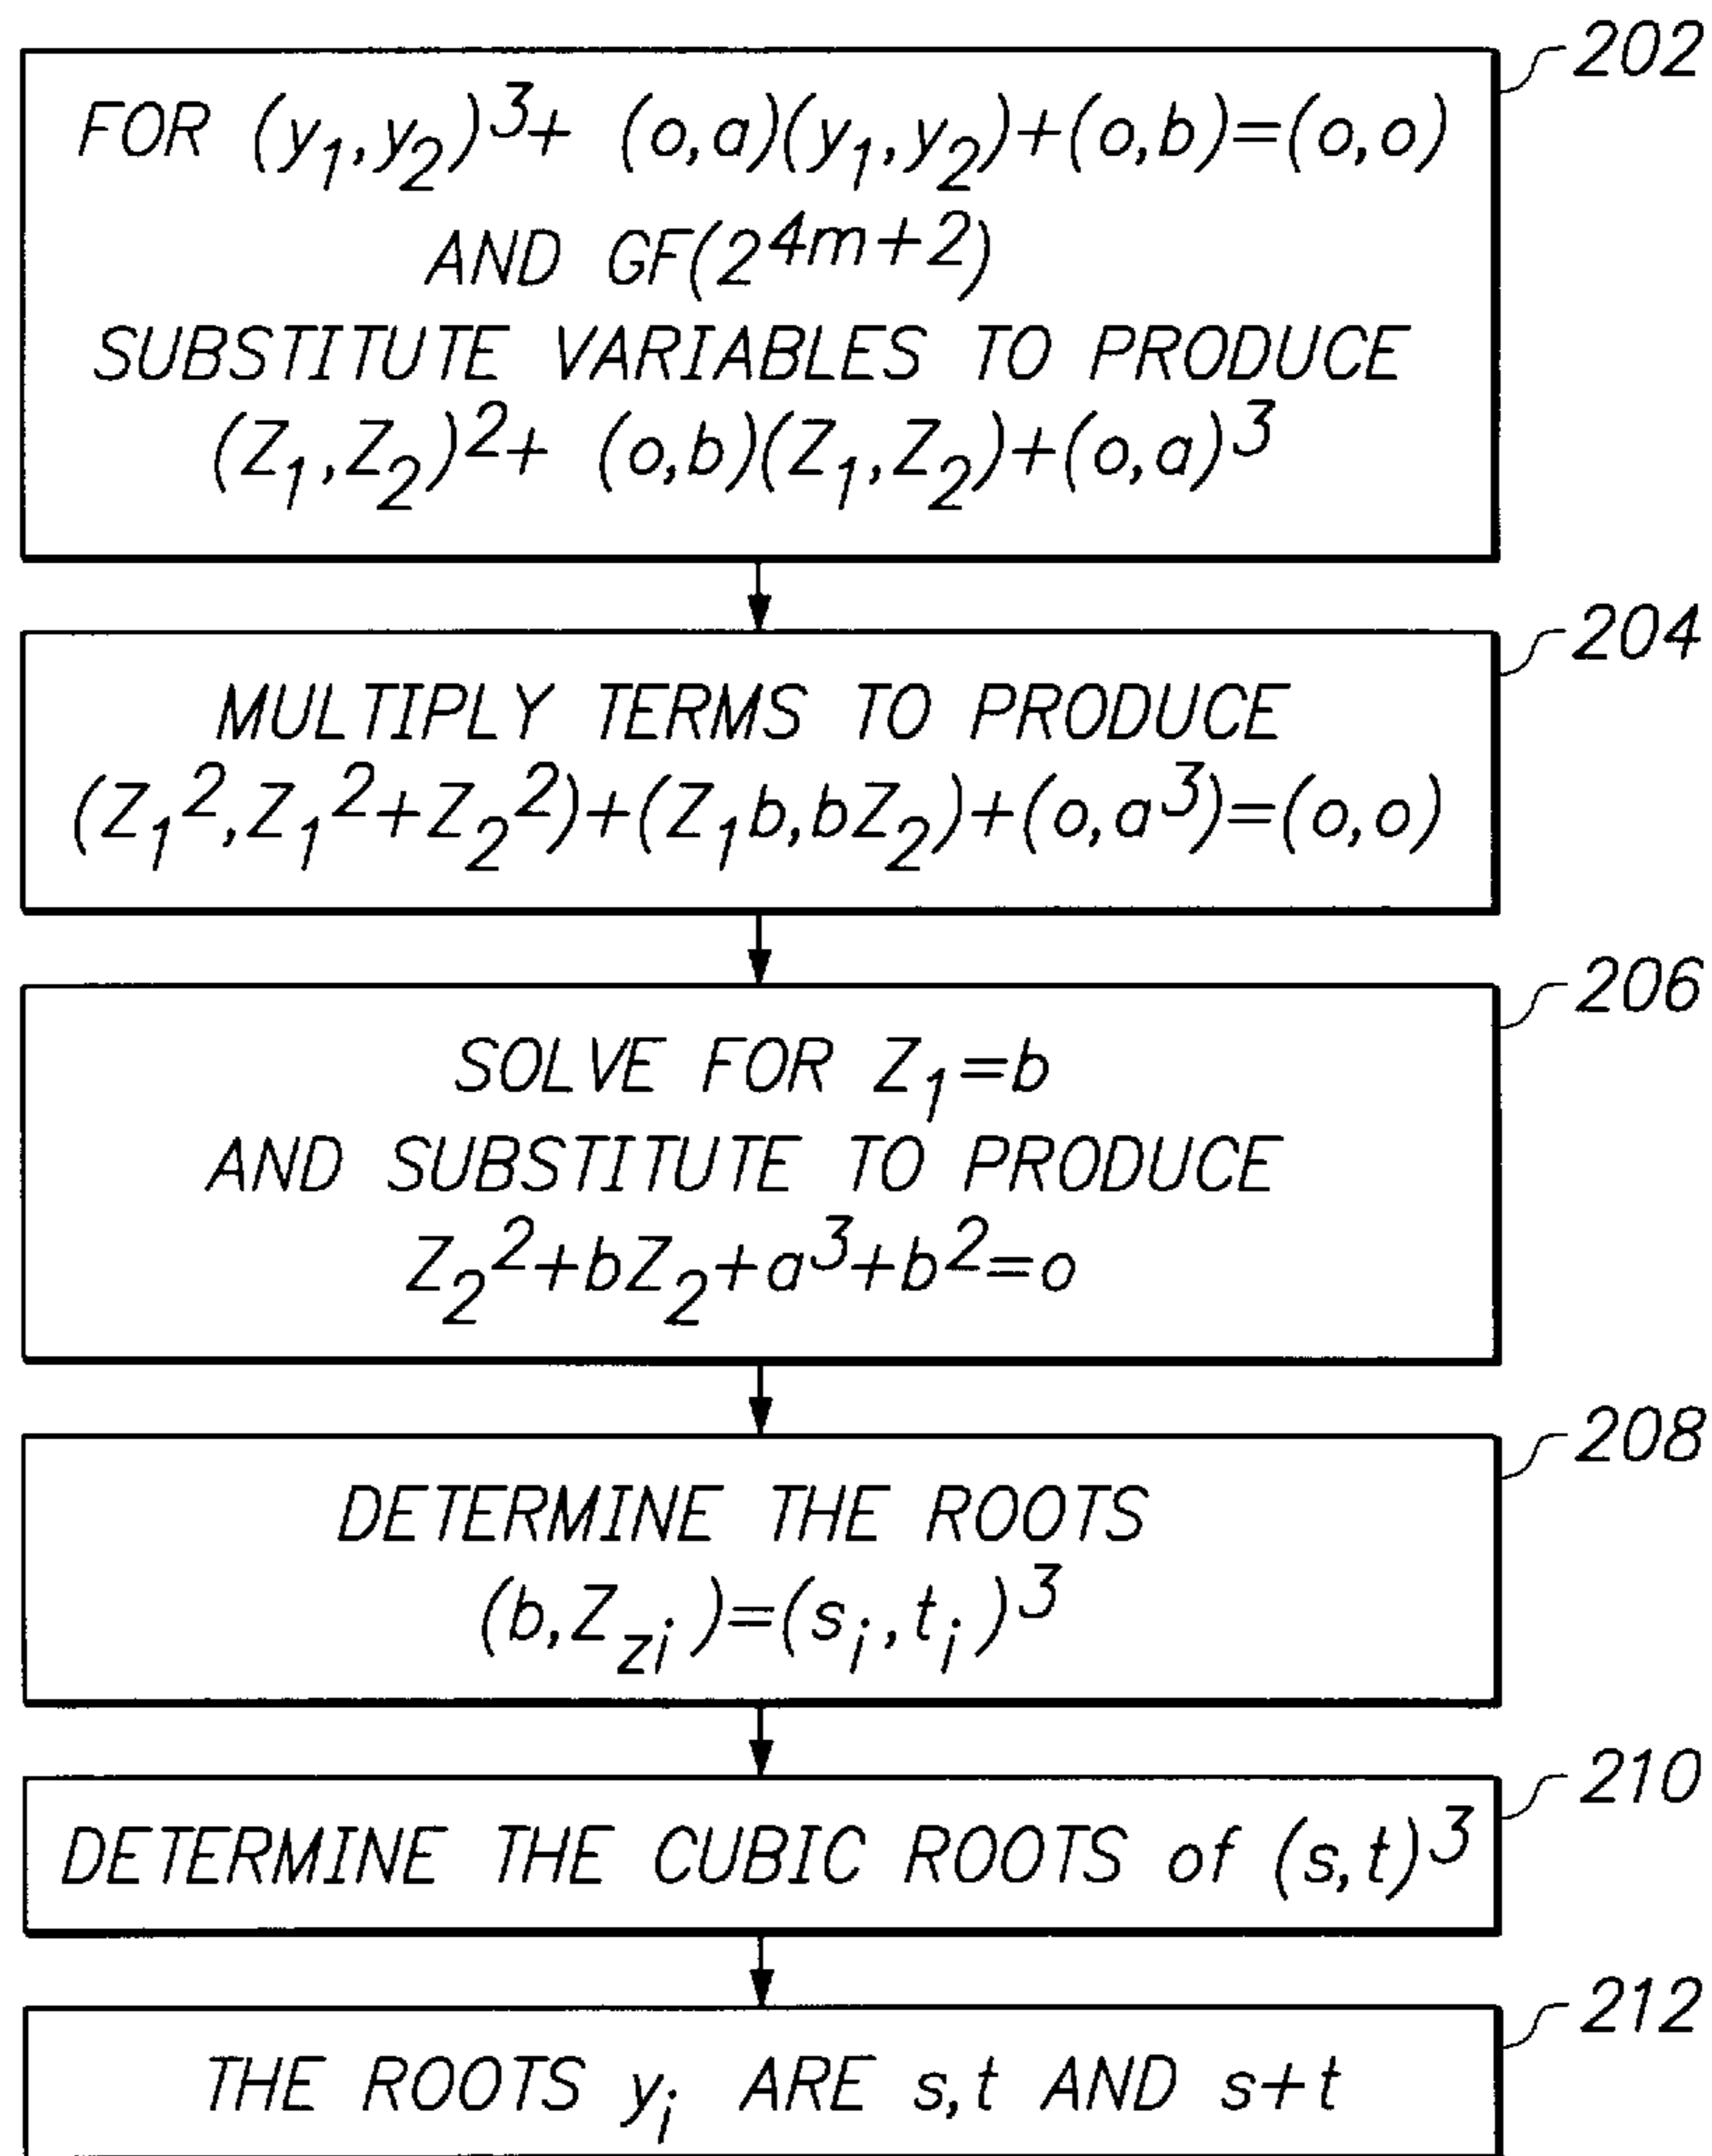 202
FOR (y₁,y₂)³+ (o,a)(y₁,y₂)+(o,b)=(o,o)
AND GF(2⁴ᵐ⁺²)
SUBSTITUTE VARIABLES TO PRODUCE
(Z₁,Z₂)²+ (o,b)(Z₁,Z₂)+(o,a)³
204
MULTIPLY TERMS TO PRODUCE
(Z₁²,Z₁²+Z₂²)+(Z₁b,bZ₂)+(o,a³)=(o,o)
206
SOLVE FOR Z₁=b
AND SUBSTITUTE TO PRODUCE
Z₂²+bZ₂+a³+b²=o
208
DETERMINE THE ROOTS
(b,Z_zi)=(sᵢ,tᵢ)³
210
DETERMINE THE CUBIC ROOTS of (s,t)³
212
THE ROOTS yᵢ ARE s,t AND s+t